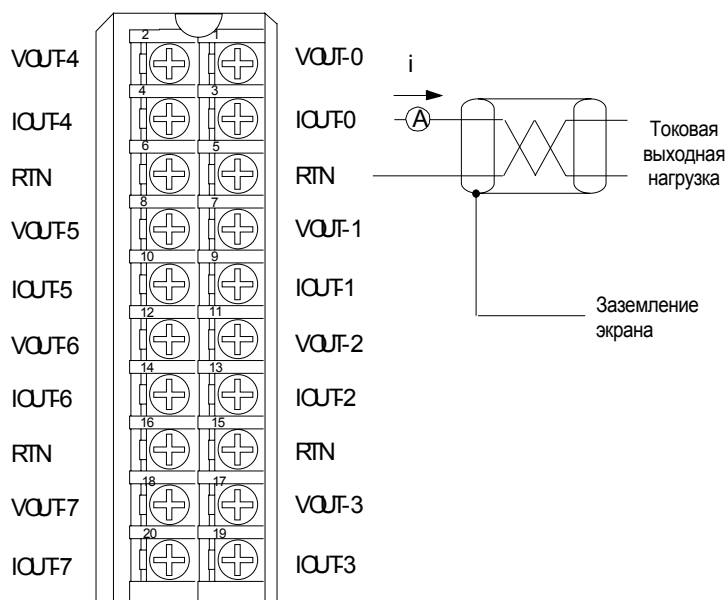 2 1
VOUT-4 VOUT-0
i
4 3
IOUT-4 IOUT-0
A
6 5
RTN RTN
Токовая
выходная
нагрузка
8 7
VOUT-5 VOUT-1
10 9
IOUT-5 IOUT-1
Заземление
экрана
12 11
VOUT-6 VOUT-2
14 13
IOUT-6 IOUT-2
16 15
RTN RTN
18 17
VOUT-7 VOUT-3
20 19
IOUT-7 IOUT-3